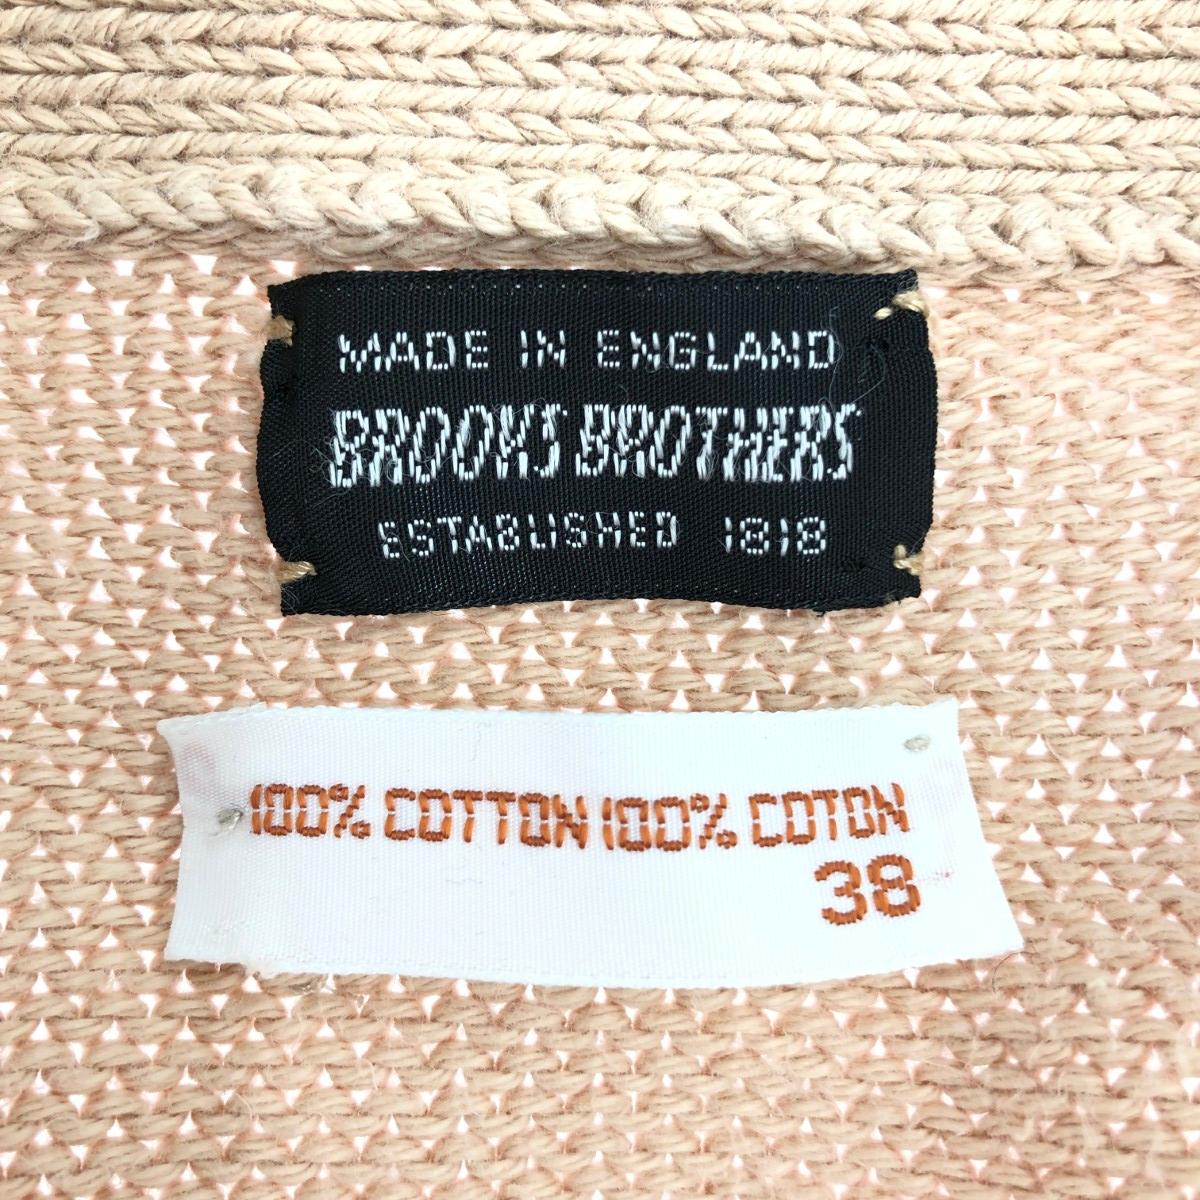 MADE IN ENGLAND
BROOKS BROTHERS
ESTABLISHED 1818
100% COTTON 100% COTON
38